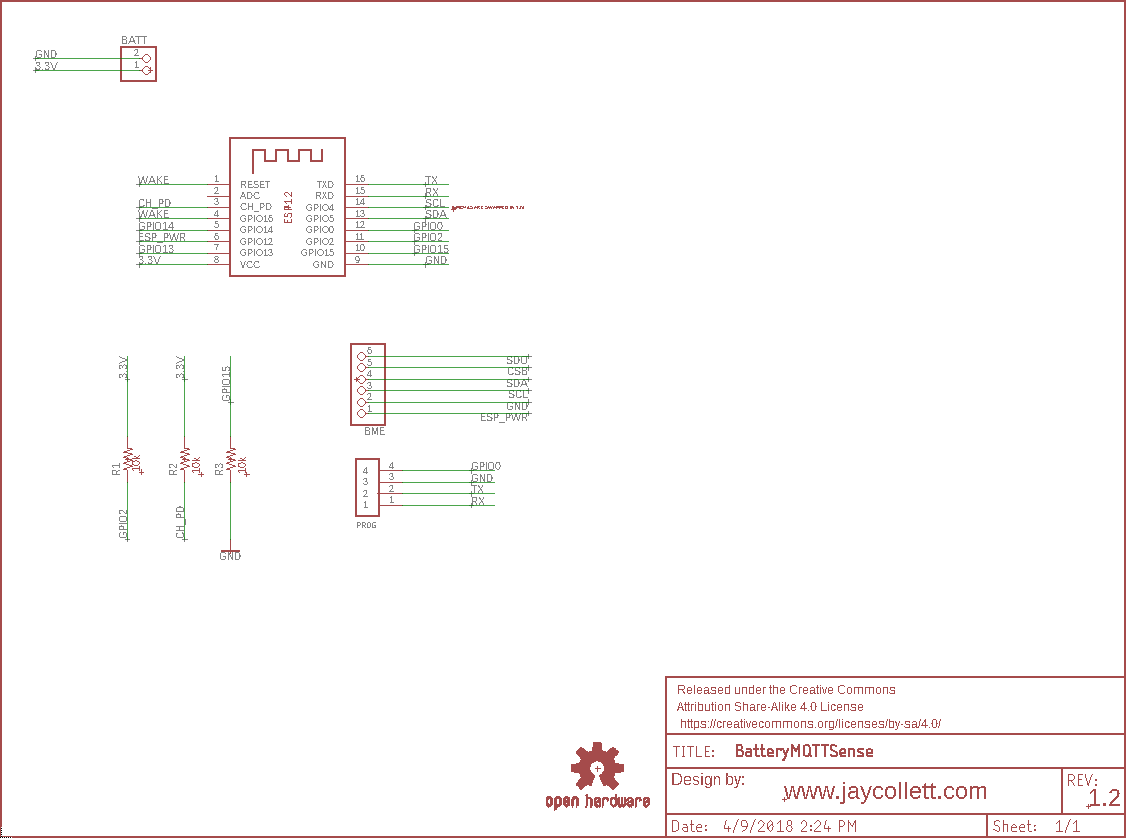 BATT
GND 2
3.3V 1
WAKE 1 RESET TXD 16 TX
2 ADC RXD 15 RX
CH_PD 3 CH_PD GPIO4 14 SCL
WAKE 4 GPIO16 GPIO5 13 SDA
GPIO14 5 GPIO14 GPIO0 12 GPIO0
ESP_PWR 6 GPIO12 GPIO2 11 GPIO2
GPIO13 7 GPIO13 GPIO15 10 GPIO15
3.3V 8 VCC GND 9 GND
ESP12
6 SDO
5 CSB
4 SDA
3 SCL
2 GND
1 ESP_PWR
BME
3.3V
R1
10k
GPIO2
3.3V
R2
10k
CH_PD
GPIO15
R3
10k
GND
4 4 GPIO0
3 3 GND
2 2 TX
1 1 RX
PROG
Released under the Creative Commons
Attribution Share-Alike 4.0 License
https://creativecommons.org/licenses/by-sa/4.0/
TITLE: BatteryMQTTSense
Design by:
www.jaycollett.com
REV:
1.2
open hardware
Date: 4/9/2018 2:24 PM
Sheet: 1/1